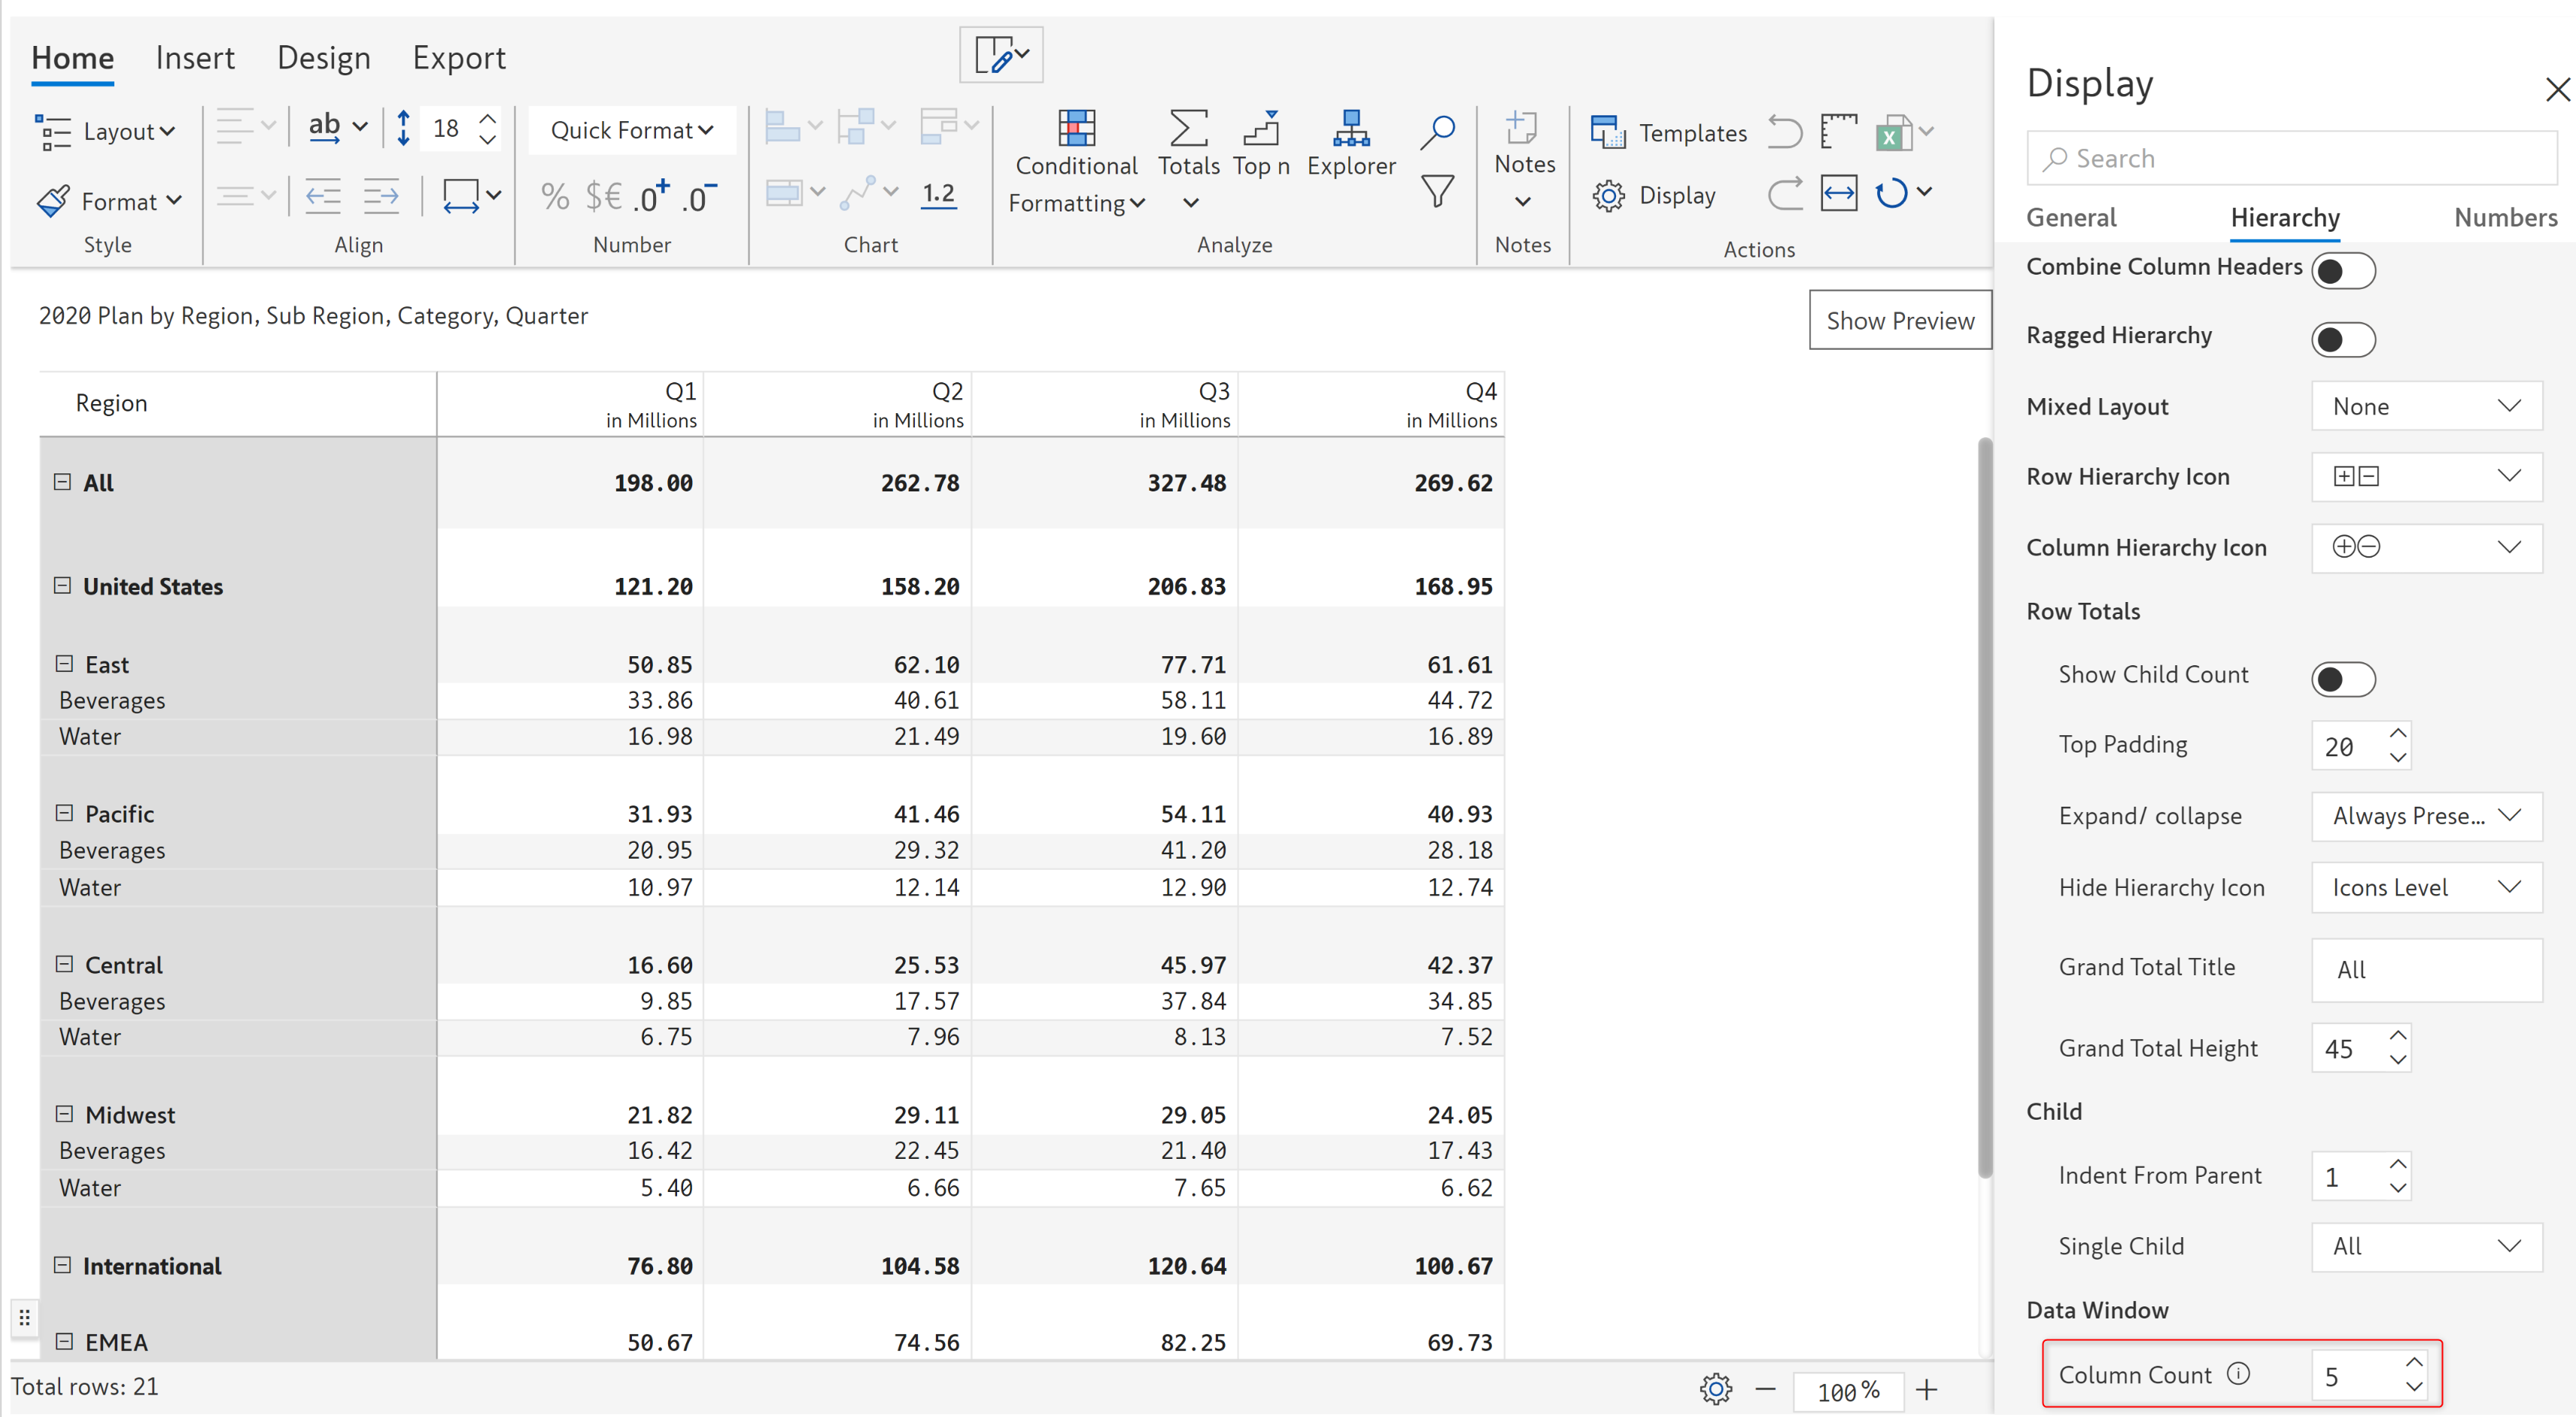 Home Insert Design Export
Layout ab 18 Quick Format Conditional Formatting Totals Top n Explorer Notes Templates
Format % $€ .0+ .0- 1.2 Display
Style Align Number Chart Analyze Notes Actions
2020 Plan by Region, Sub Region, Category, Quarter Show Preview
Region Q1 in Millions Q2 in Millions Q3 in Millions Q4 in Millions
All 198.00 262.78 327.48 269.62
United States 121.20 158.20 206.83 168.95
East 50.85 62.10 77.71 61.61
Beverages 33.86 40.61 58.11 44.72
Water 16.98 21.49 19.60 16.89
Pacific 31.93 41.46 54.11 40.93
Beverages 20.95 29.32 41.20 28.18
Water 10.97 12.14 12.90 12.74
Central 16.60 25.53 45.97 42.37
Beverages 9.85 17.57 37.84 34.85
Water 6.75 7.96 8.13 7.52
Midwest 21.82 29.11 29.05 24.05
Beverages 16.42 22.45 21.40 17.43
Water 5.40 6.66 7.65 6.62
International 76.80 104.58 120.64 100.67
EMEA 50.67 74.56 82.25 69.73
Total rows: 21 100 %
Display
Search
General Hierarchy Numbers
Combine Column Headers
Ragged Hierarchy
Mixed Layout None
Row Hierarchy Icon
Column Hierarchy Icon
Row Totals
Show Child Count
Top Padding 20
Expand/ collapse Always Prese...
Hide Hierarchy Icon Icons Level
Grand Total Title All
Grand Total Height 45
Child
Indent From Parent 1
Single Child All
Data Window
Column Count 5